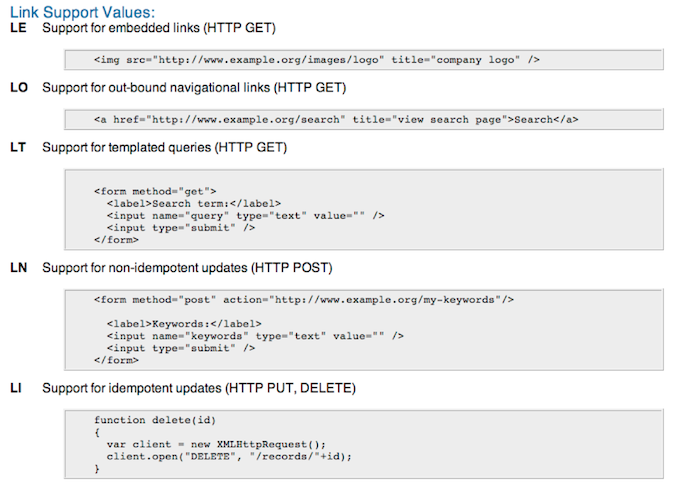 Link Support Values:
LE Support for embedded links (HTTP GET)
<img src="http://www.example.org/images/logo" title="company logo" />
LO Support for out-bound navigational links (HTTP GET)
<a href="http://www.example.org/search" title="view search page">Search</a>
LT Support for templated queries (HTTP GET)
<form method="get">
<label>Search term:</label>
<input name="query" type="text" value="" />
<input type="submit" />
</form>
LN Support for non-idempotent updates (HTTP POST)
<form method="post" action="http://www.example.org/my-keywords"/>
<label>Keywords:</label>
<input name="keywords" type="text" value="" />
<input type="submit" />
</form>
LI Support for idempotent updates (HTTP PUT, DELETE)
function delete(id)
{
var client = new XMLHttpRequest();
client.open("DELETE", "/records/"+id);
}